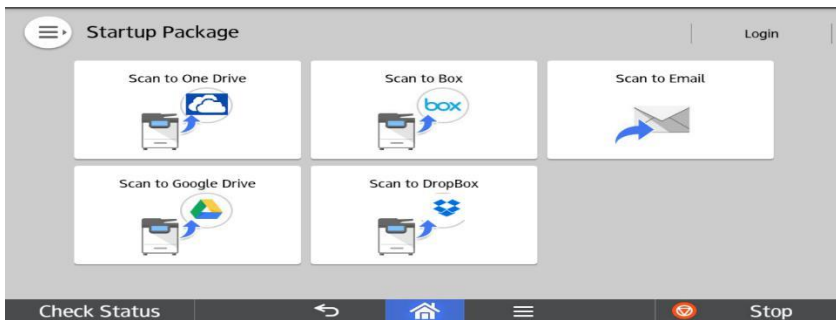 Startup Package
Login
Scan to One Drive
Scan to Box
box
Scan to Email
Scan to Google Drive
Scan to DropBox
Check Status
Stop